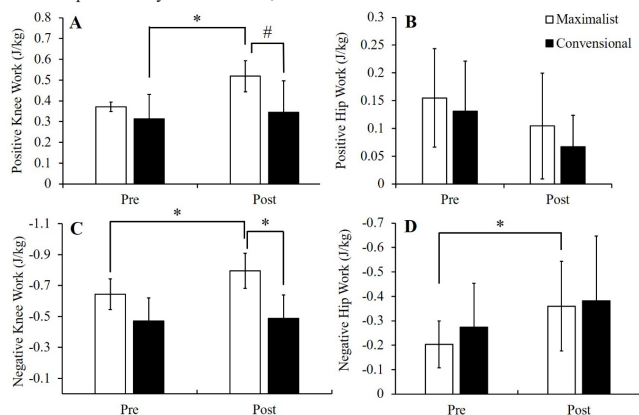 A
Positive Knee Work (J/kg)
0.8
0.7
0.6
0.5
0.4
0.3
0.2
0.1
0
*
#
Pre
Post
B
Positive Hip Work (J/kg)
0.3
0.25
0.2
0.15
0.1
0.05
0
Maximalist
Conventional
Pre
Post
C
Negative Knee Work (J/kg)
-1.1
-0.9
-0.7
-0.5
-0.3
-0.1
*
*
Pre
Post
D
Negative Hip Work (J/kg)
-0.7
-0.6
-0.5
-0.4
-0.3
-0.2
-0.1
0
*
Pre
Post